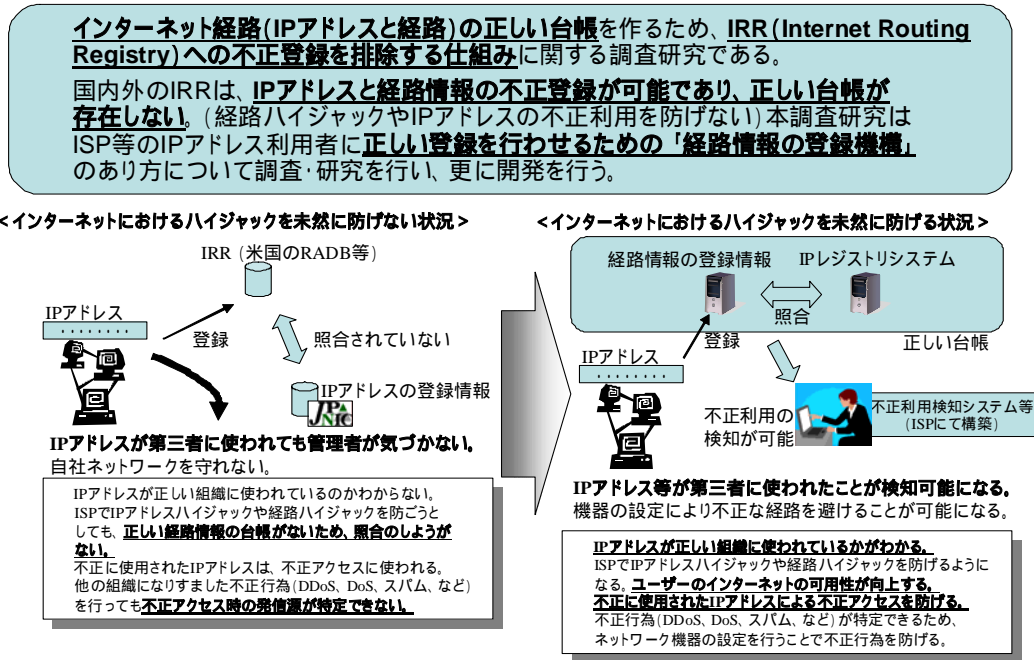 インターネット経路(IPアドレスと経路)の正しい台帳を作るため、IRR(Internet Routing
Registry)への不正登録を排除する仕組みに関する調査研究である。
国内外のIRRは、IPアドレスと経路情報の不正登録が可能であり、正しい台帳が
存在しない。(経路ハイジャックやIPアドレスの不正利用を防げない)本調査研究は
ISP等のIPアドレス利用者に正しい登録を行わせるための「経路情報の登録機構」
のあり方について調査・研究を行い、更に開発を行う。
<インターネットにおけるハイジャックを未然に防げない状況>
IRR (米国のRADB等)
IPアドレス
登録
照合されていない
IPアドレスの登録情報
JPNIC
IPアドレスが第三者に使われても管理者が気づかない。
自社ネットワークを守れない。
IPアドレスが正しい組織に使われているのかわからない。
ISPでIPアドレスハイジャックや経路ハイジャックを防ごうと
しても、正しい経路情報の台帳がないため、照合のしようが
ない。
不正に使用されたIPアドレスは、不正アクセスに使われる。
他の組織になりすました不正行為(DDoS、DoS、スパム、など)
を行っても不正アクセス時の発信源が特定できない。
<インターネットにおけるハイジャックを未然に防げる状況>
経路情報の登録情報
IPレジストリシステム
照合
登録
正しい台帳
IPアドレス
不正利用の
検知が可能
不正利用検知システム等
(ISPにて構築)
IPアドレス等が第三者に使われたことが検知可能になる。
機器の設定により不正な経路を避けることが可能になる。
IPアドレスが正しい組織に使われているかがわかる。
ISPでIPアドレスハイジャックや経路ハイジャックを防げるように
なる。ユーザーのインターネットの可用性が向上する。
不正に使用されたIPアドレスによる不正アクセスを防げる。
不正行為(DDoS、DoS、スパム、など)が特定できるため、
ネットワーク機器の設定を行うことで不正行為を防げる。